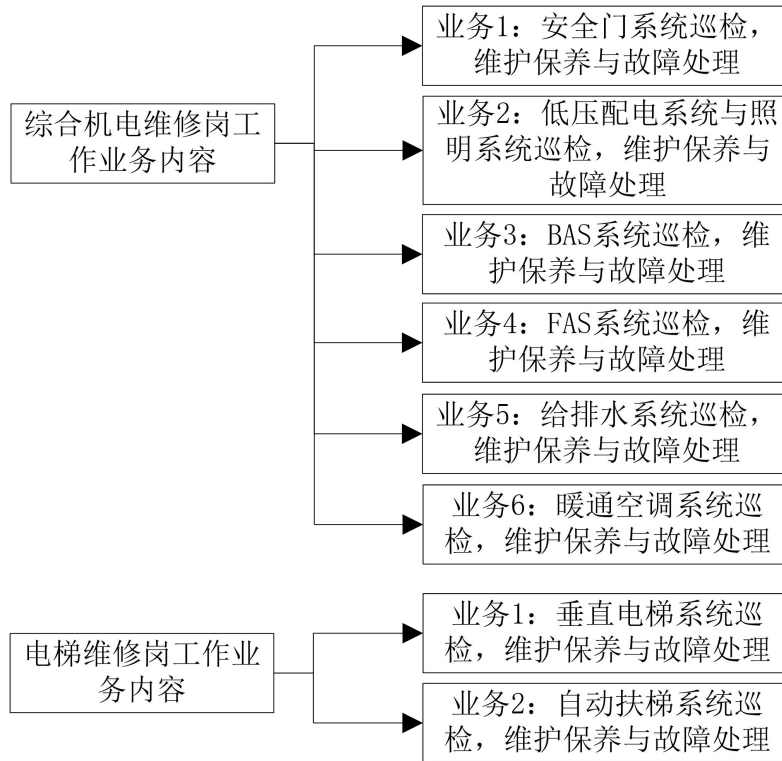 综合机电维修岗工
作业务内容
业务1：安全门系统巡检，
维护保养与故障处理
业务2：低压配电系统与照
明系统巡检，维护保养与
故障处理
业务3：BAS系统巡检，维
护保养与故障处理
业务4：FAS系统巡检，维
护保养与故障处理
业务5：给排水系统巡检，
维护保养与故障处理
业务6：暖通空调系统巡
检，维护保养与故障处理
电梯维修岗工作业
务内容
业务1：垂直电梯系统巡
检，维护保养与故障处理
业务2：自动扶梯系统巡
检，维护保养与故障处理